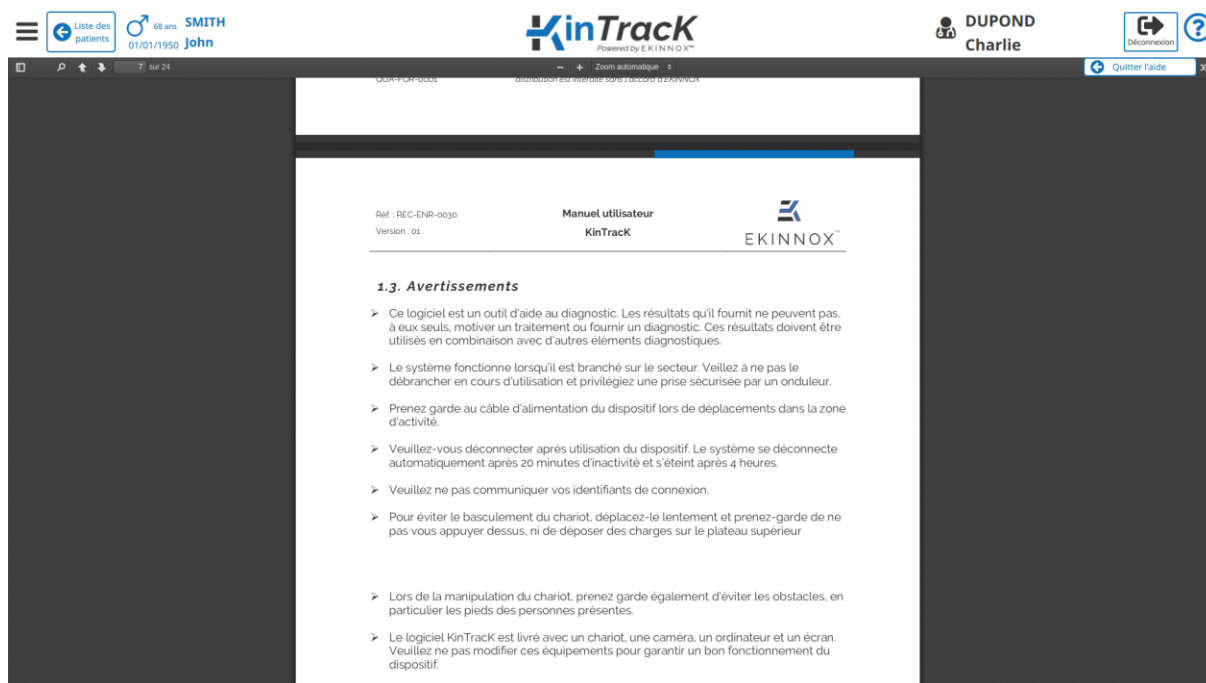 Liste des
patients
68 ans SMITH
01/01/1950 John
KinTracK
Powered by EKINNOX™
DUPOND
Charlie
Déconnexion
?
7 sur 24
Zoom automatique
Quitter l'aide
QUA-FOR-0001 distribution est interdite sans l'accord d'EKINNOX
Réf. : REC-ENR-0030
Version : 01
Manuel utilisateur
KinTracK
EKINNOX™
1.3. Avertissements
➢ Ce logiciel est un outil d'aide au diagnostic. Les résultats qu'il fournit ne peuvent pas,
à eux seuls, motiver un traitement ou fournir un diagnostic. Ces résultats doivent être
utilisés en combinaison avec d'autres éléments diagnostiques.
➢ Le système fonctionne lorsqu'il est branché sur le secteur. Veillez à ne pas le
débrancher en cours d'utilisation et privilégiez une prise sécurisée par un onduleur.
➢ Prenez garde au câble d'alimentation du dispositif lors de déplacements dans la zone
d'activité.
➢ Veuillez-vous déconnecter après utilisation du dispositif. Le système se déconnecte
automatiquement après 20 minutes d'inactivité et s'éteint après 4 heures.
➢ Veuillez ne pas communiquer vos identifiants de connexion.
➢ Pour éviter le basculement du chariot, déplacez-le lentement et prenez-garde de ne
pas vous appuyer dessus, ni de déposer des charges sur le plateau supérieur
➢ Lors de la manipulation du chariot, prenez garde également d'éviter les obstacles, en
particulier les pieds des personnes présentes.
➢ Le logiciel KinTracK est livré avec un chariot, une caméra, un ordinateur et un écran.
Veuillez ne pas modifier ces équipements pour garantir un bon fonctionnement du
dispositif.